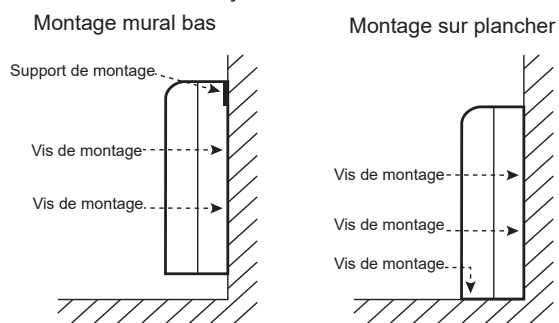 Montage mural bas
Support de montage
Vis de montage
Vis de montage
Montage sur plancher
Vis de montage
Vis de montage
Vis de montage